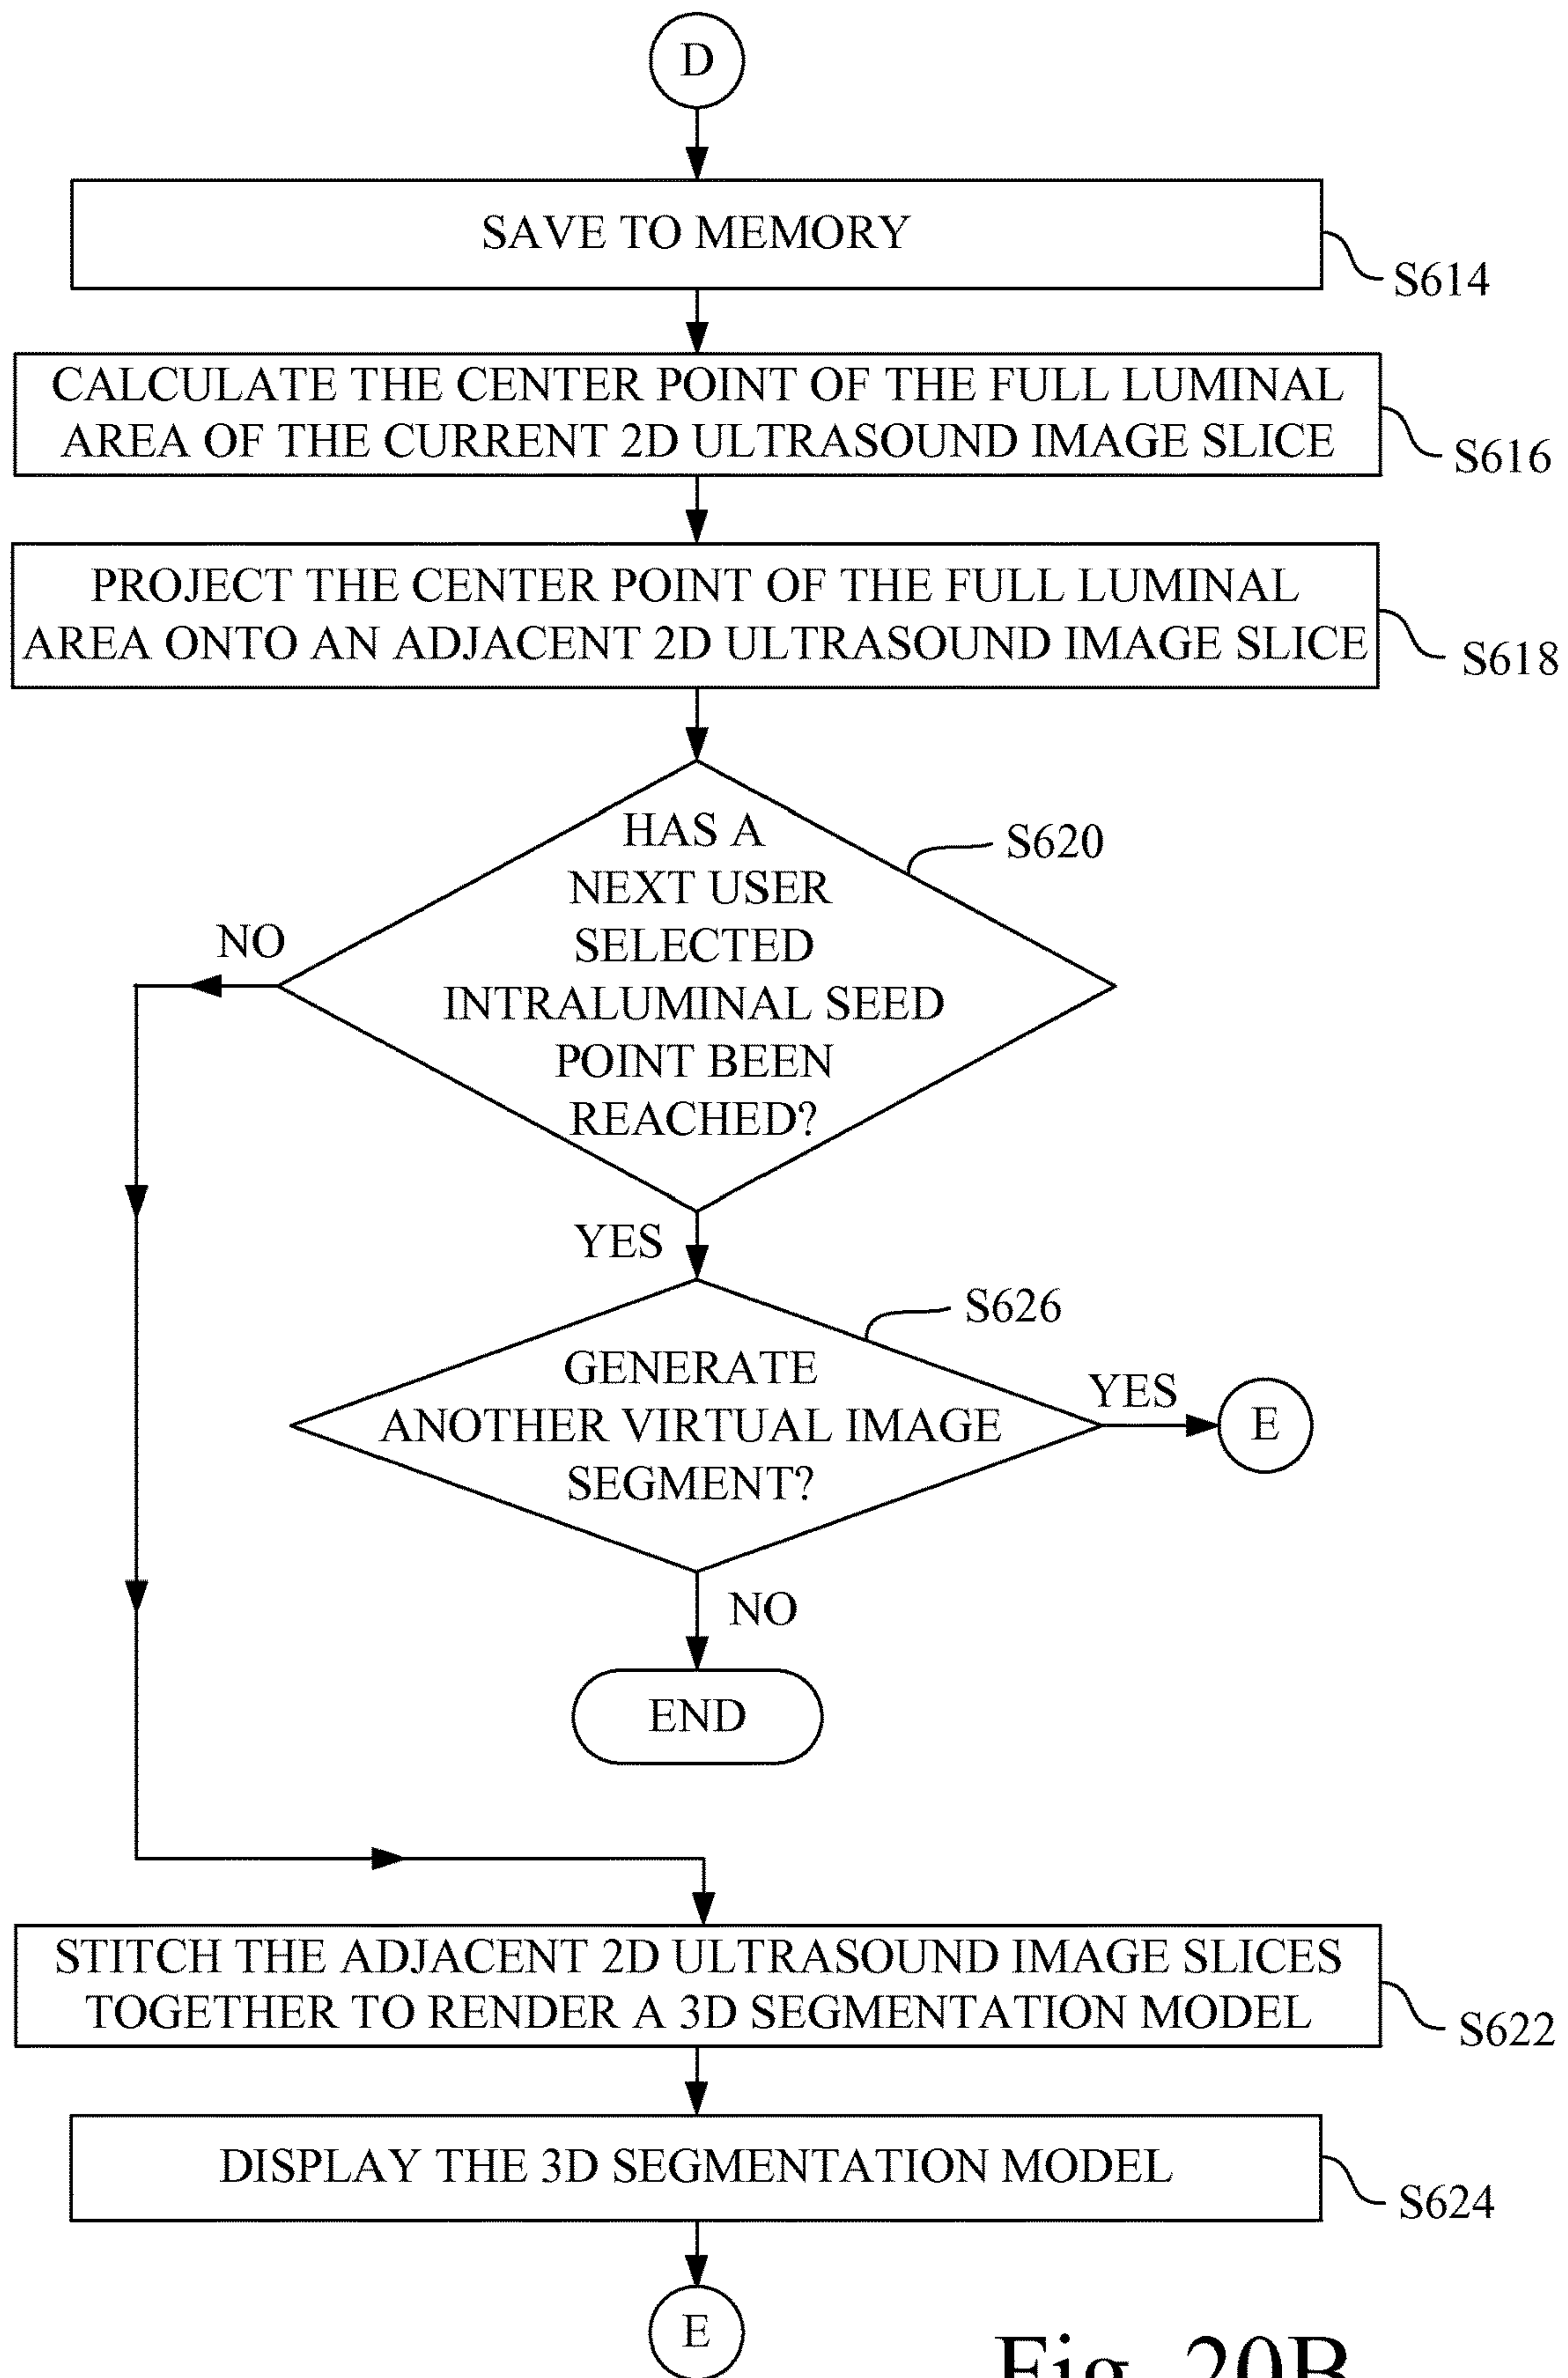 D
SAVE TO MEMORY
S614
CALCULATE THE CENTER POINT OF THE FULL LUMINAL
AREA OF THE CURRENT 2D ULTRASOUND IMAGE SLICE
S616
PROJECT THE CENTER POINT OF THE FULL LUMINAL
AREA ONTO AN ADJACENT 2D ULTRASOUND IMAGE SLICE
S618
HAS A
NEXT USER
SELECTED
INTRALUMINAL SEED
POINT BEEN
REACHED?
S620
NO
YES
S626
GENERATE
ANOTHER VIRTUAL IMAGE
SEGMENT?
YES
E
NO
END
STITCH THE ADJACENT 2D ULTRASOUND IMAGE SLICES
TOGETHER TO RENDER A 3D SEGMENTATION MODEL
S622
DISPLAY THE 3D SEGMENTATION MODEL
S624
E
Fig. 20B